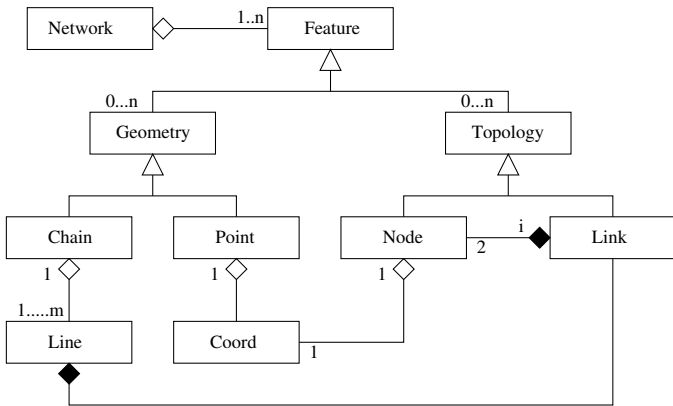 Network
1..n
Feature
0...n
0...n
Geometry
Topology
Chain
Point
Node
i
2
Link
1
1
1
1.....m
Line
Coord
1